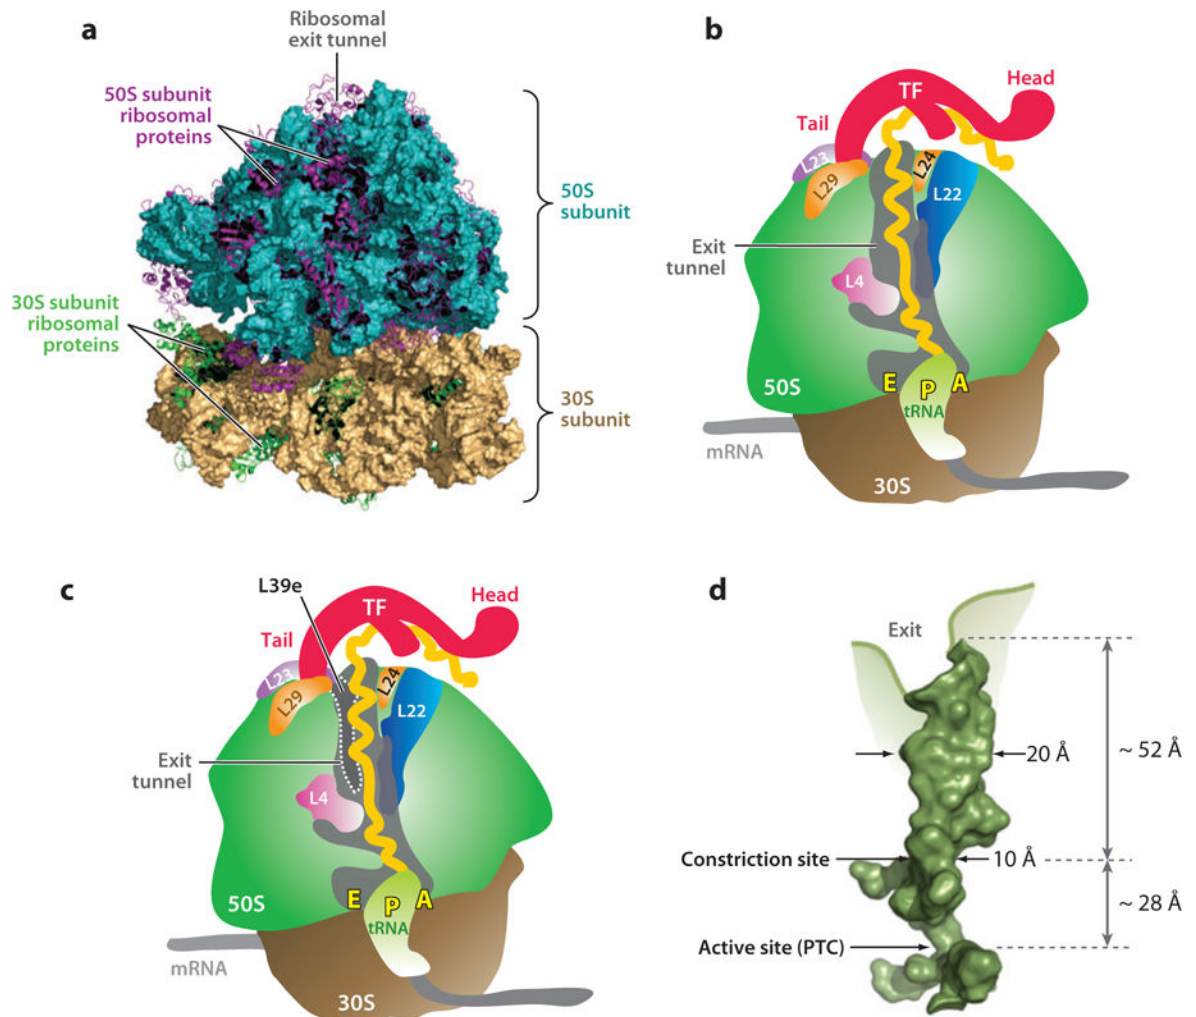 a
Ribosomal
exit tunnel
50S subunit
ribosomal
proteins
50S
subunit
30S subunit
ribosomal
proteins
30S
subunit
b
TF
Head
Tail
L23
L29
L24
L22
Exit
tunnel
L4
E P A
50S
tRNA
mRNA
30S
c
L39e
TF
Head
Tail
L23
L29
L24
L22
Exit
tunnel
L4
E P A
50S
tRNA
mRNA
30S
d
Exit
20 Å
~ 52 Å
Constriction site
10 Å
~ 28 Å
Active site (PTC)